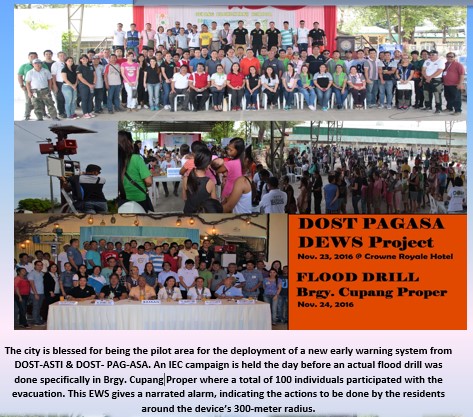 DOST PAGASA
DEWS Project
Nov. 23, 2016 @ Crowne Royale Hotel
FLOOD DRILL
Brgy. Cupang Proper
Nov. 24, 2016
The city is blessed for being the pilot area for the deployment of a new early warning system from
DOST-ASTI & DOST- PAG-ASA. An IEC campaign is held the day before an actual flood drill was
done specifically in Brgy. Cupang Proper where a total of 100 individuals participated with the
evacuation. This EWS gives a narrated alarm, indicating the actions to be done by the residents
around the device's 300-meter radius.